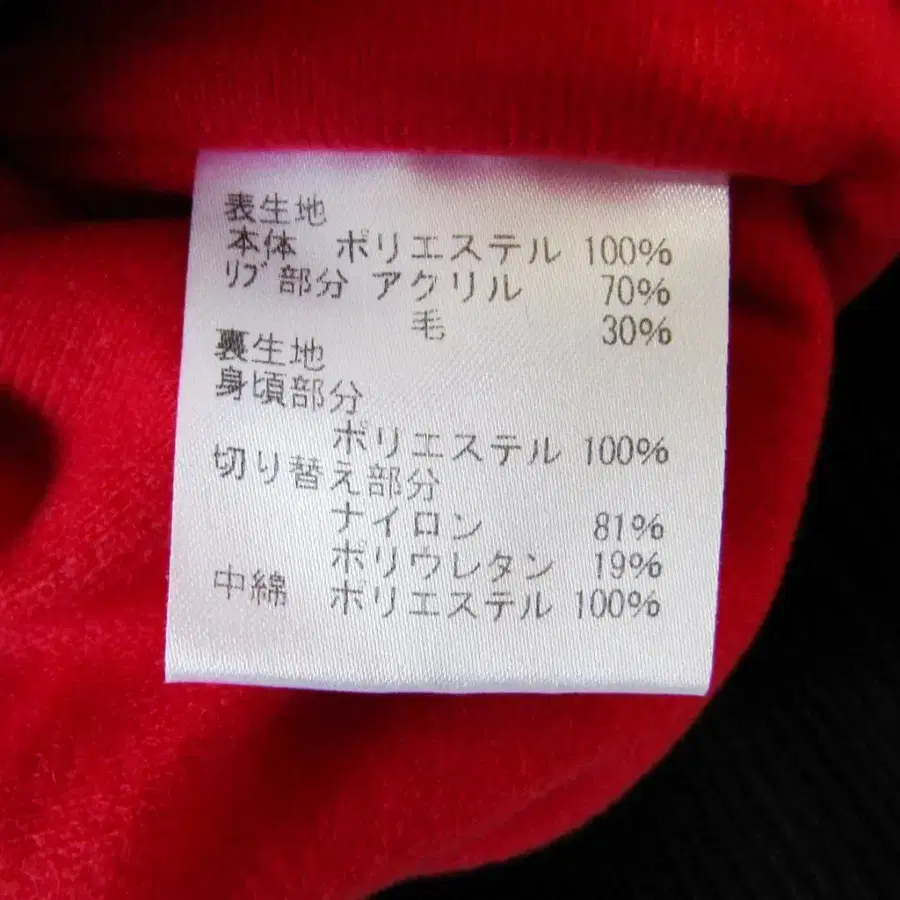 表生地
本体 ポリエステル 100%
ﾘﾌﾞ部分 アクリル 70%
毛 30%
裏生地
身頃部分
ポリエステル 100%
切り替え部分
ナイロン 81%
ポリウレタン 19%
中綿 ポリエステル 100%